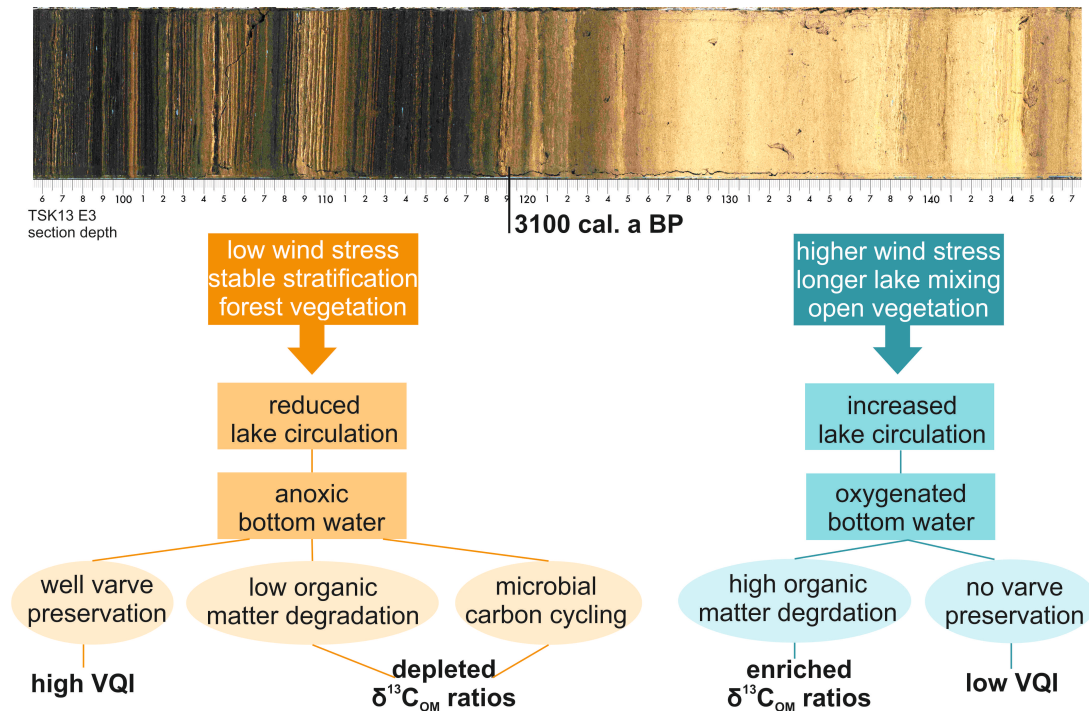 6 7 8 9 100 1 2 3 4 5 6 7 8 9 110 1 2 3 4 5 6 7 8 9 120 1 2 3 4 5 6 7 8 9 130 1 2 3 4 5 6 7 8 9 140 1 2 3 4 5 6 7
TSK13 E3
section depth
3100 cal. a BP
low wind stress
stable stratification
forest vegetation
higher wind stress
longer lake mixing
open vegetation
reduced
lake circulation
increased
lake circulation
anoxic
bottom water
oxygenated
bottom water
well varve
preservation
low organic
matter degradation
microbial
carbon cycling
high organic
matter degrdation
no varve
preservation
high VQI
depleted
δ¹³C_OM ratios
enriched
δ¹³C_OM ratios
low VQI